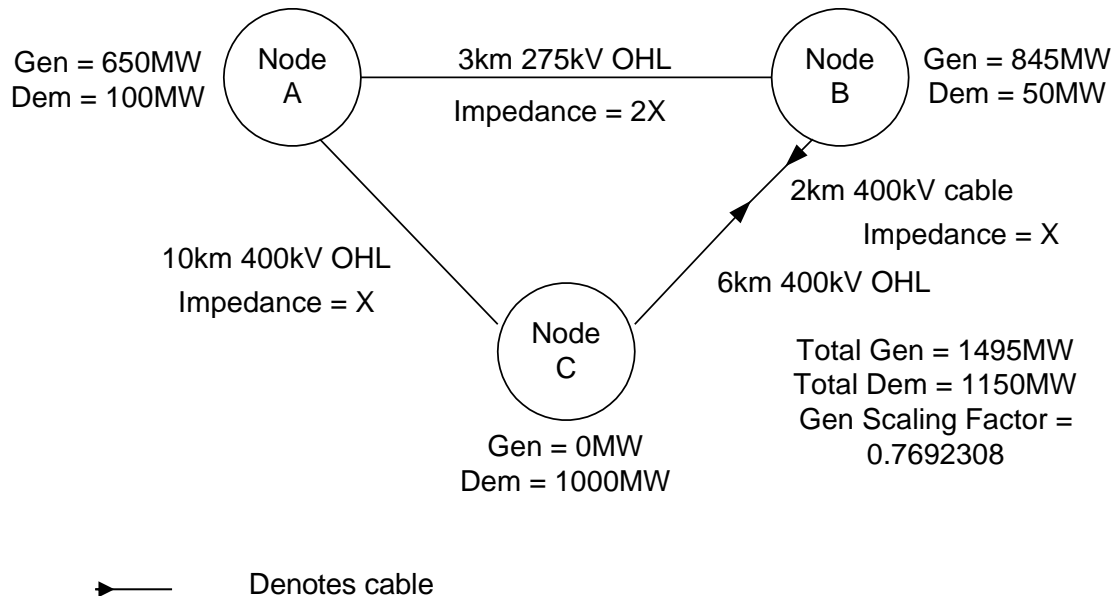 Gen = 650MW
Dem = 100MW
Node
A
3km 275kV OHL
Impedance = 2X
Node
B
Gen = 845MW
Dem = 50MW
2km 400kV cable
Impedance = X
10km 400kV OHL
Impedance = X
6km 400kV OHL
Node
C
Gen = 0MW
Dem = 1000MW
Total Gen = 1495MW
Total Dem = 1150MW
Gen Scaling Factor =
0.7692308
Denotes cable